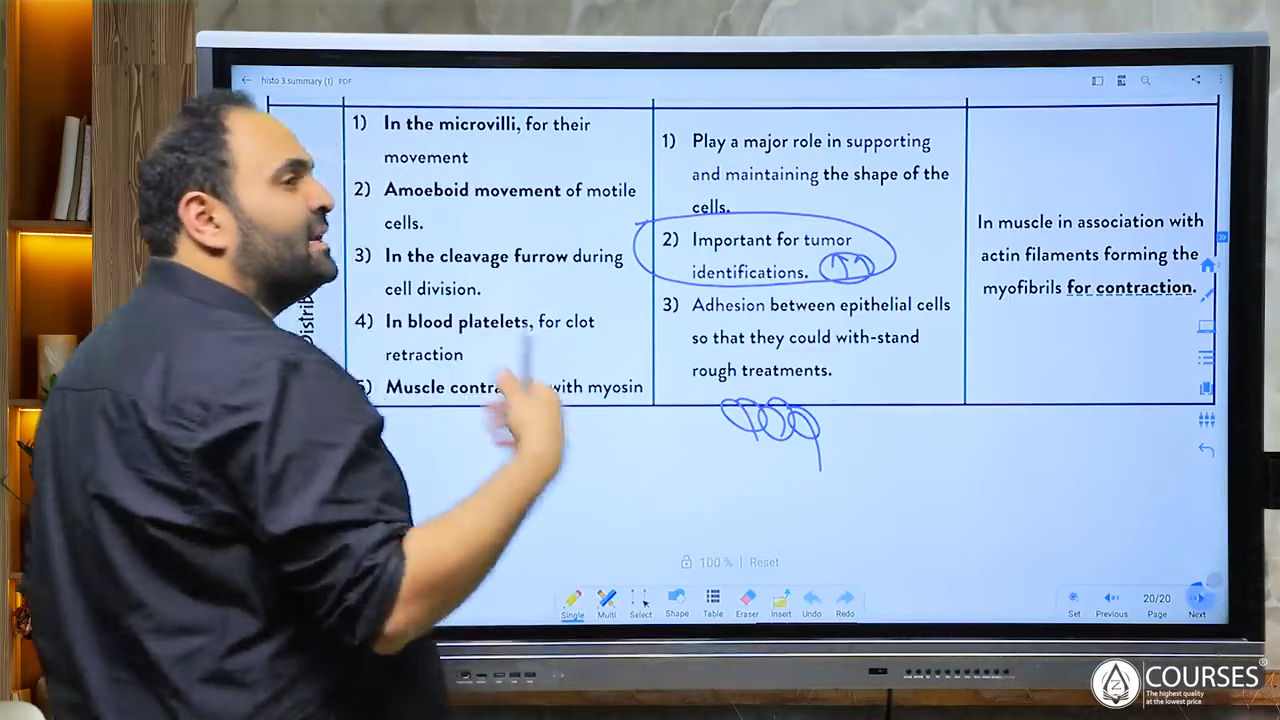 histo 3 summary (1) PDF
1) In the microvilli, for their
movement
2) Amoeboid movement of motile
cells.
3) In the cleavage furrow during
cell division.
4) In blood platelets, for clot
retraction
5) Muscle with myosin
1) Play a major role in supporting
and maintaining the shape of the
cells.
2) Important for tumor
identifications.
3) Adhesion between epithelial cells
so that they could with-stand
rough treatments.
In muscle in association with
actin filaments forming the
myofibrils for contraction.
100 % | Reset
Single Multi Select Shape Table Eraser Insert Undo Redo
Set Previous 20/20 Page Next
COURSES®
The highest quality
at the lowest price